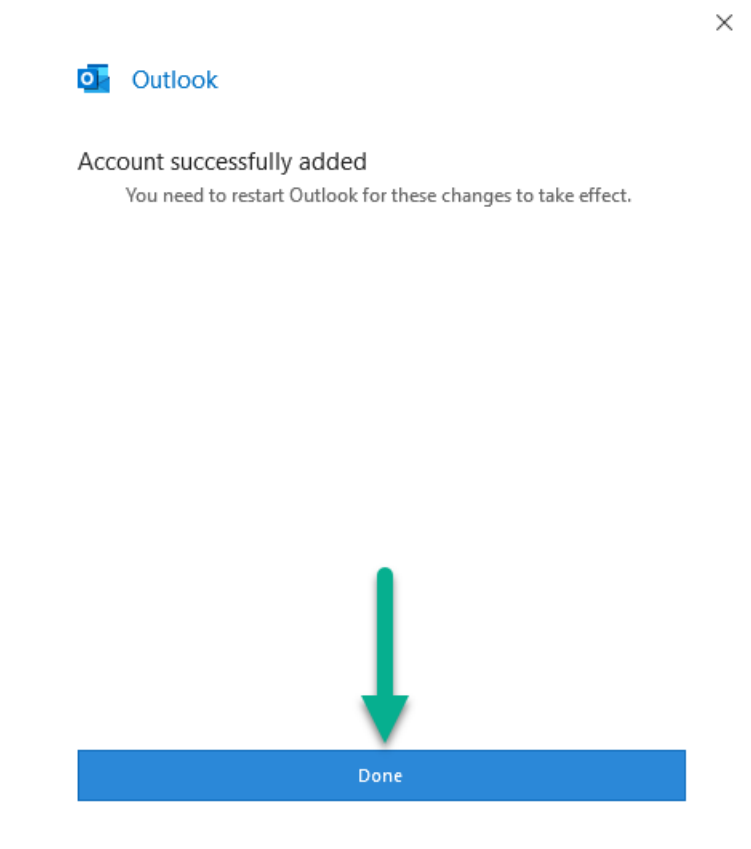 Outlook
Account successfully added
You need to restart Outlook for these changes to take effect.
Done